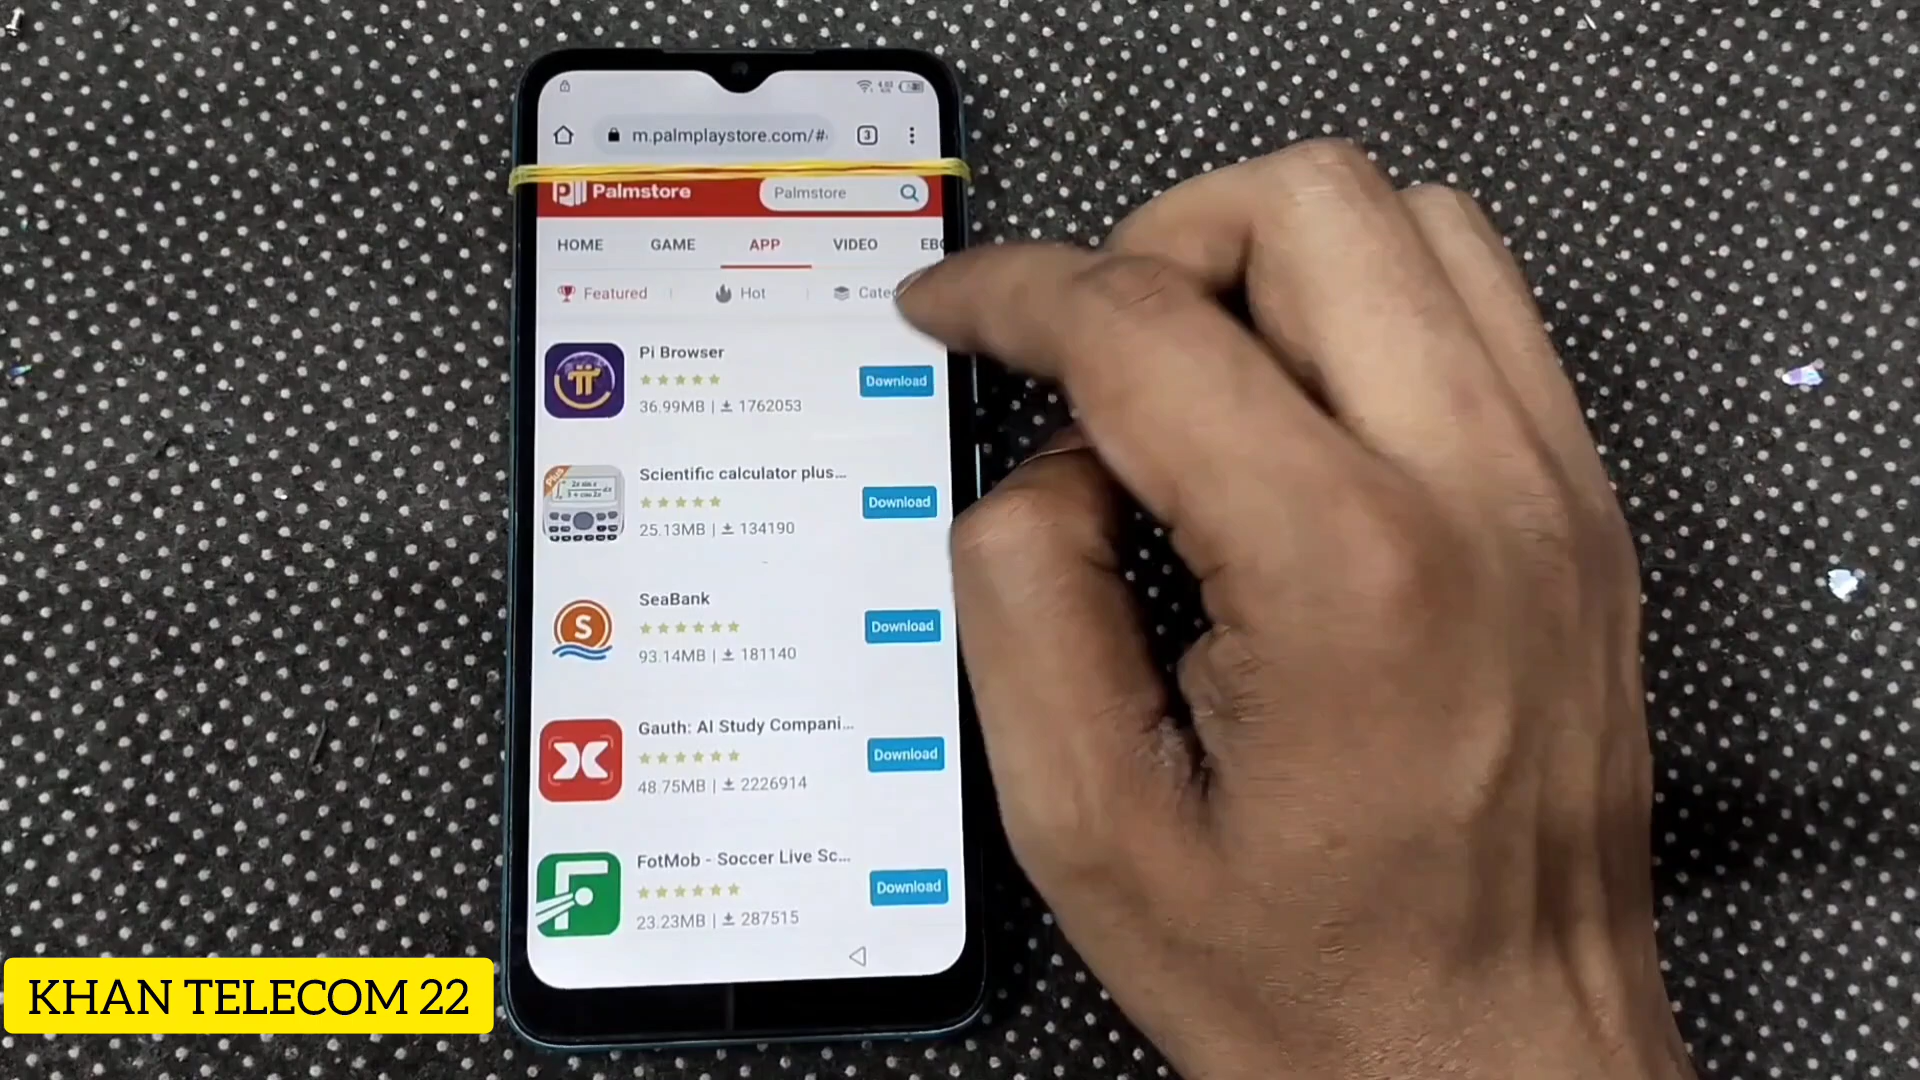 3
m.palmplaystore.com/#
Palmstore
Palmstore
HOME GAME APP VIDEO
Featured | Hot |
Pi Browser
Download
36.99MB | 1762053
Plus
Scientific calculator plus...
Download
25.13MB | 134190
SeaBank
S
Download
93.14MB | 181140
Gauth: AI Study Compani...
Download
48.75MB | 2226914
FotMob - Soccer Live Sc...
Download
23.23MB | 287515
KHAN TELECOM 22